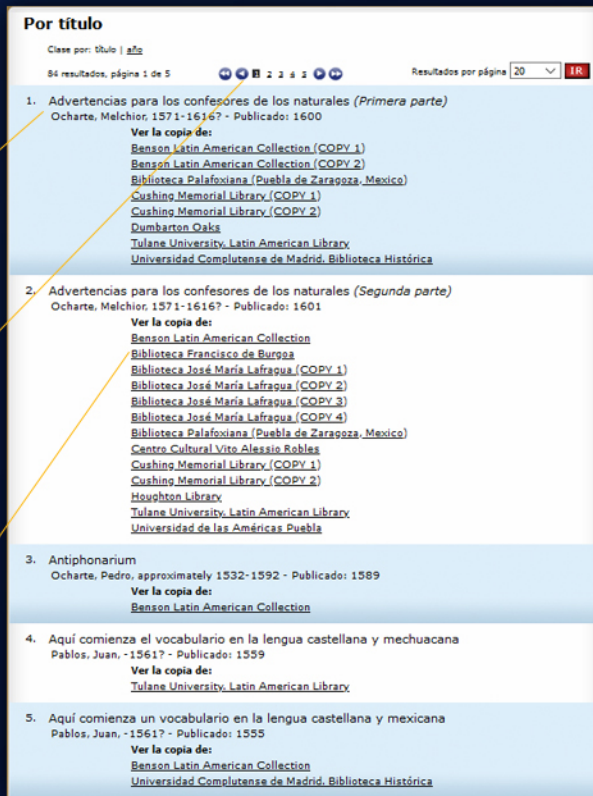 Por título
Clase por: título | año
84 resultados, página 1 de 5 1 2 3 4 5 Resultados por página 20 IR
1. Advertencias para los confesores de los naturales (Primera parte)
Ocharte, Melchior, 1571-1616? - Publicado: 1600
Ver la copia de:
Benson Latin American Collection (COPY 1)
Benson Latin American Collection (COPY 2)
Biblioteca Palafoxiana (Puebla de Zaragoza, Mexico)
Cushing Memorial Library (COPY 1)
Cushing Memorial Library (COPY 2)
Dumbarton Oaks
Tulane University. Latin American Library
Universidad Complutense de Madrid. Biblioteca Histórica
2. Advertencias para los confesores de los naturales (Segunda parte)
Ocharte, Melchior, 1571-1616? - Publicado: 1601
Ver la copia de:
Benson Latin American Collection
Biblioteca Francisco de Burgoa
Biblioteca José María Lafragua (COPY 1)
Biblioteca José María Lafragua (COPY 2)
Biblioteca José María Lafragua (COPY 3)
Biblioteca José María Lafragua (COPY 4)
Biblioteca Palafoxiana (Puebla de Zaragoza, Mexico)
Centro Cultural Vito Alessio Robles
Cushing Memorial Library (COPY 1)
Cushing Memorial Library (COPY 2)
Houghton Library
Tulane University. Latin American Library
Universidad de las Américas Puebla
3. Antiphonarium
Ocharte, Pedro, approximately 1532-1592 - Publicado: 1589
Ver la copia de:
Benson Latin American Collection
4. Aquí comienza el vocabulario en la lengua castellana y mechuacana
Pablos, Juan, -1561? - Publicado: 1559
Ver la copia de:
Tulane University. Latin American Library
5. Aquí comienza un vocabulario en la lengua castellana y mexicana
Pablos, Juan, -1561? - Publicado: 1555
Ver la copia de:
Benson Latin American Collection
Universidad Complutense de Madrid. Biblioteca Histórica